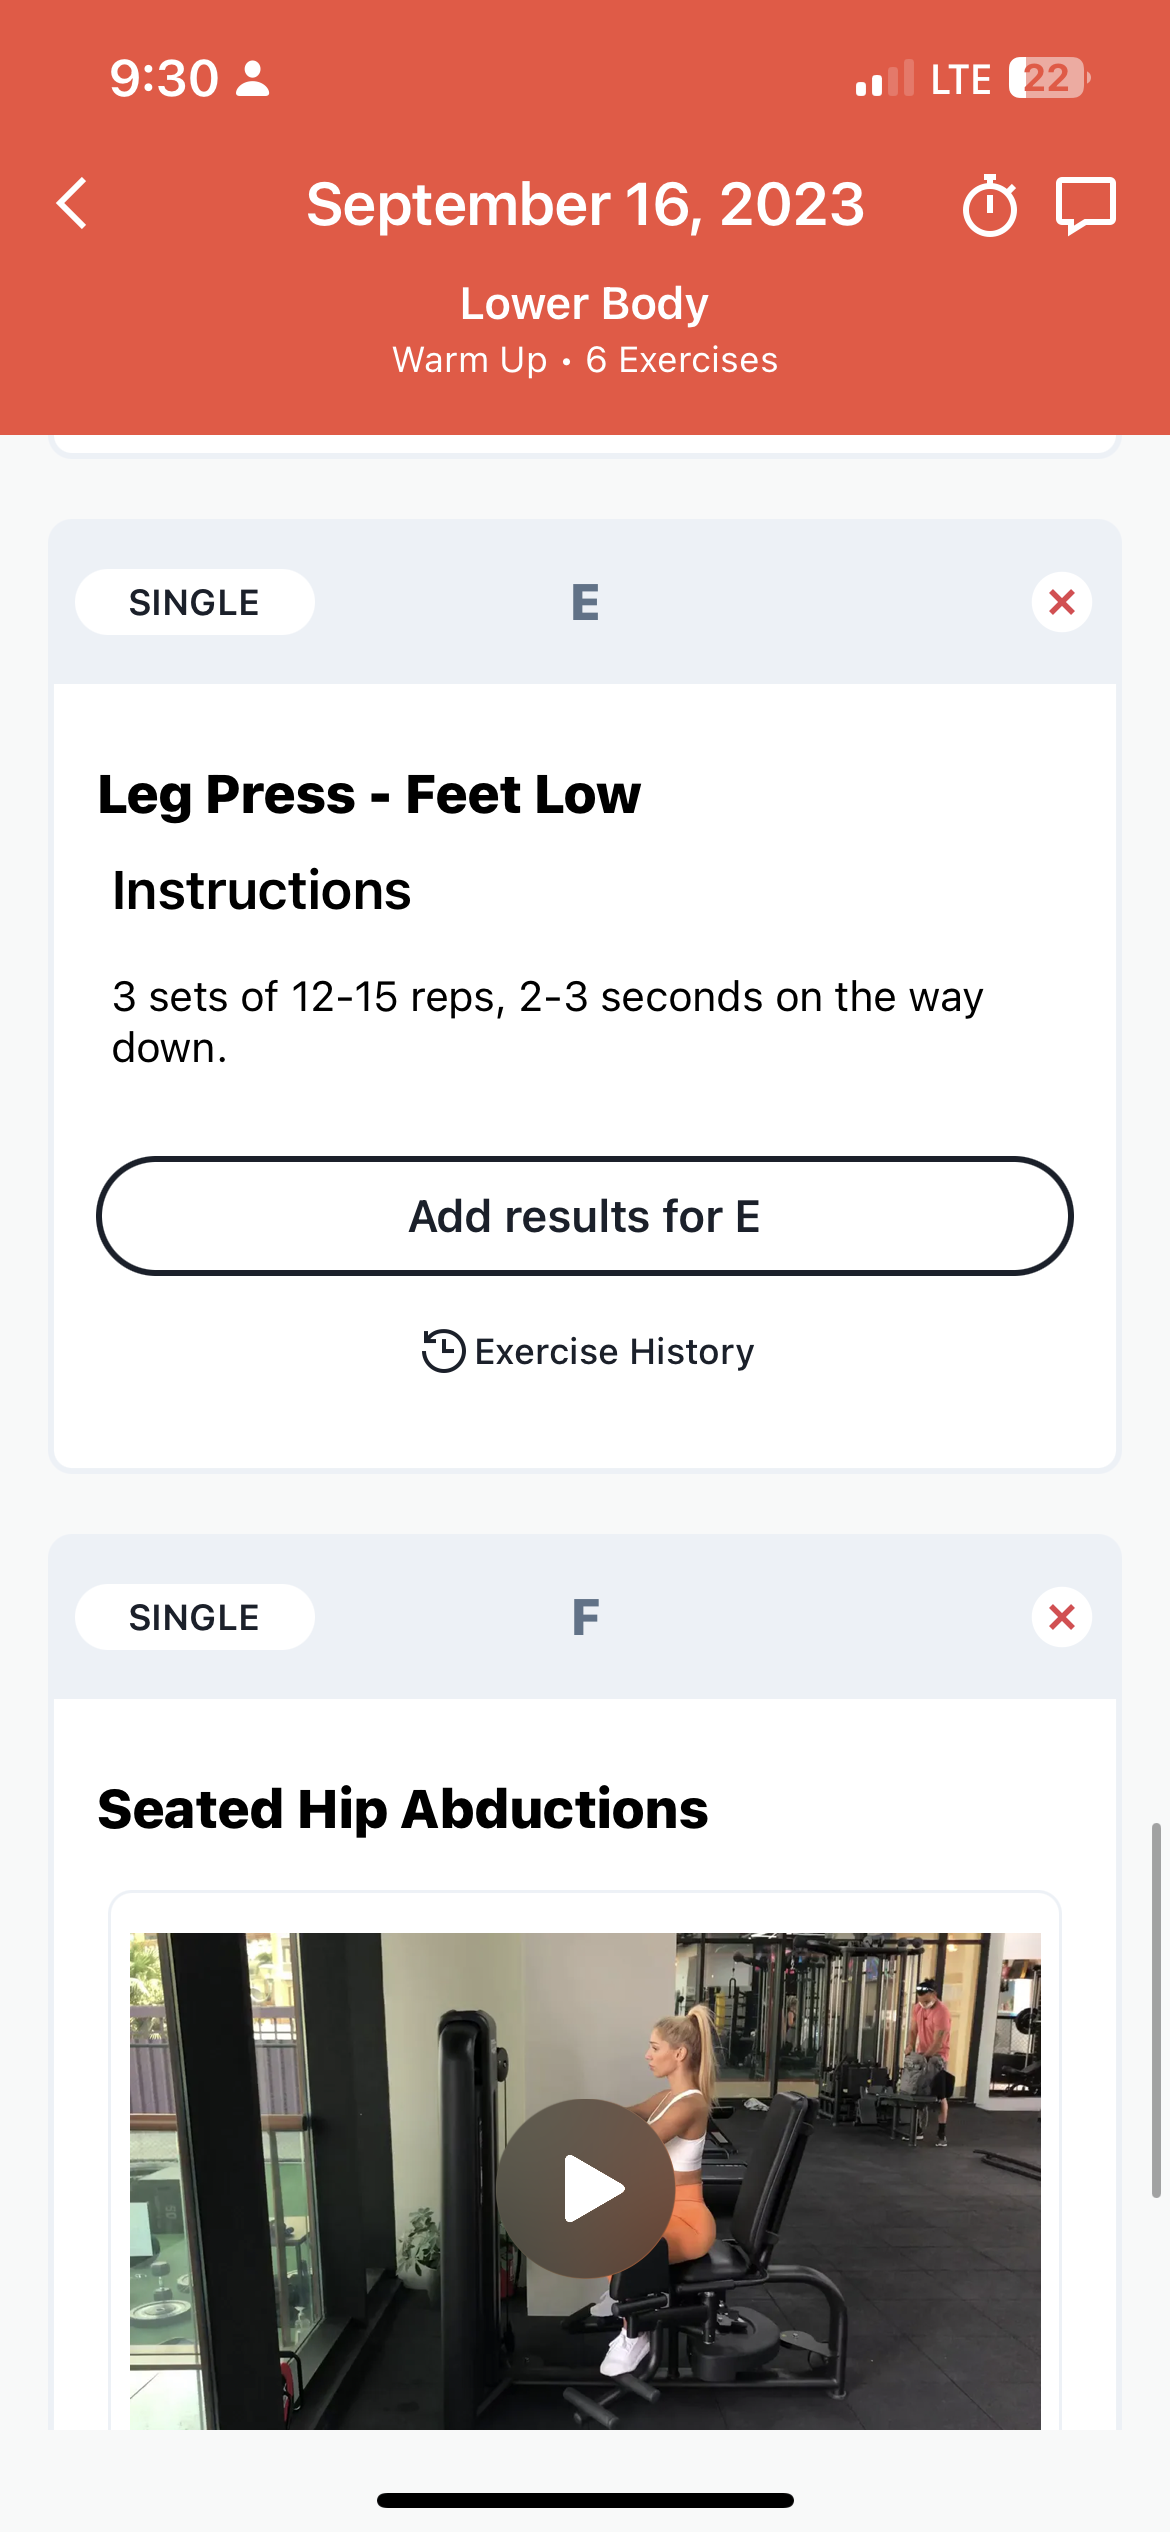 9:30
LTE
22
September 16, 2023
Lower Body
Warm Up • 6 Exercises
SINGLE
E
Leg Press - Feet Low
Instructions
3 sets of 12-15 reps, 2-3 seconds on the way
down.
Add results for E
Exercise History
SINGLE
F
Seated Hip Abductions